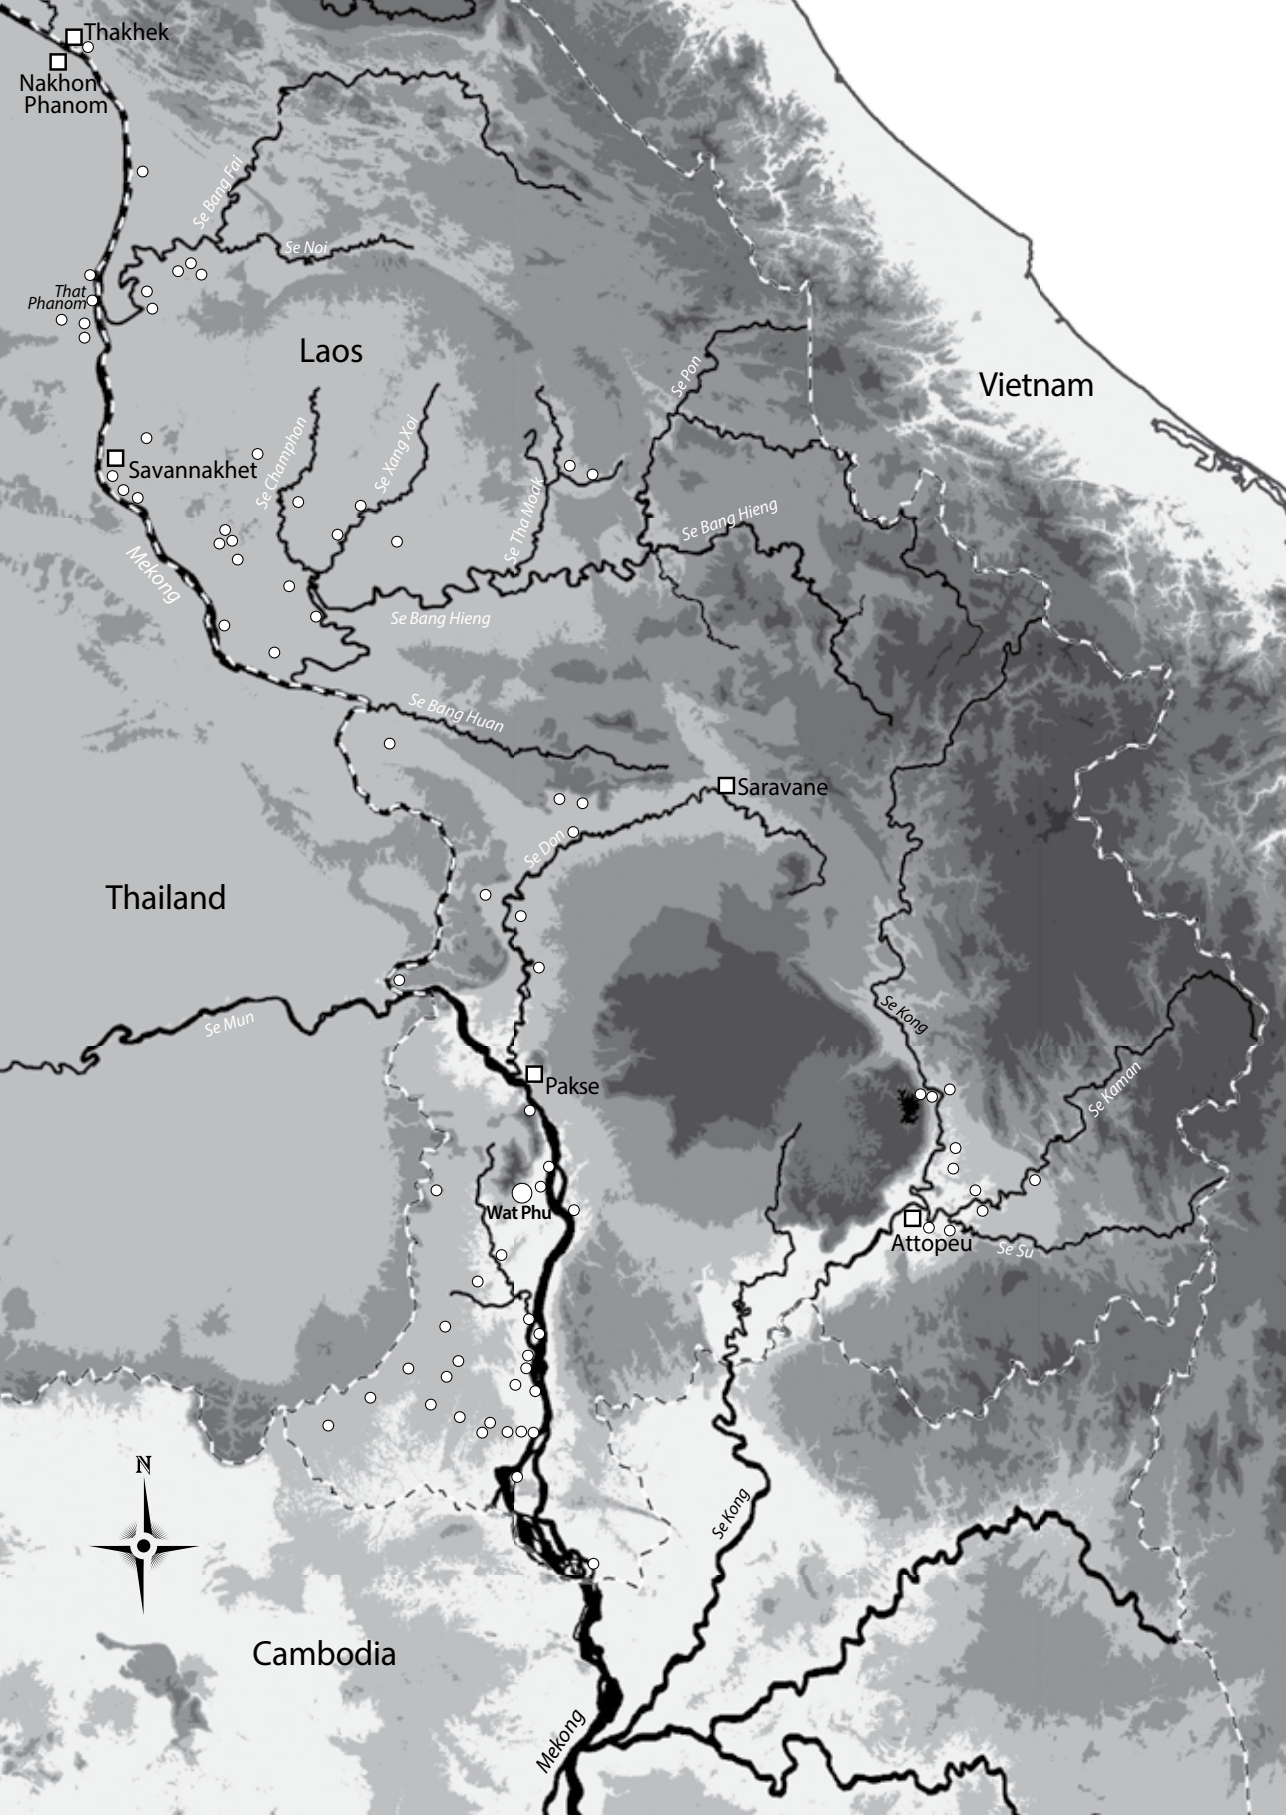 Thakhek
Nakhon
Phanom
Se Bang Fai
Se Noi
That
Phanom
Laos
Se Pon
Vietnam
Se Champhon
Se Xang Xoi
Savannakhet
Se Tha Moak
Se Bang Hieng
Mekong
Se Bang Hieng
Se Bang Huan
Saravane
Se Don
Thailand
Se Kong
Se Mun
Pakse
Se Kaman
Wat Phu
Attopeu
Se Su
N
Se Kong
Cambodia
Mekong